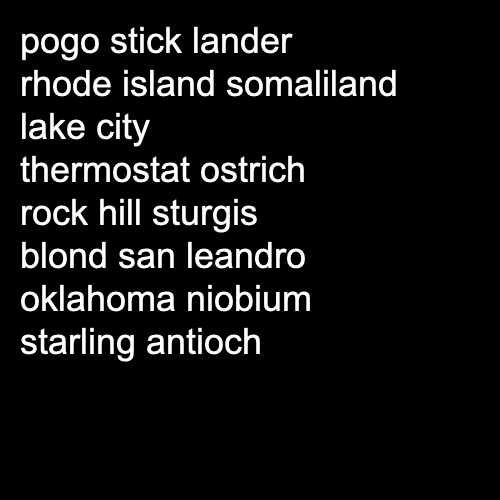 pogo stick lander
rhode island somaliland
lake city
thermostat ostrich
rock hill sturgis
blond san leandro
oklahoma niobium
starling antioch